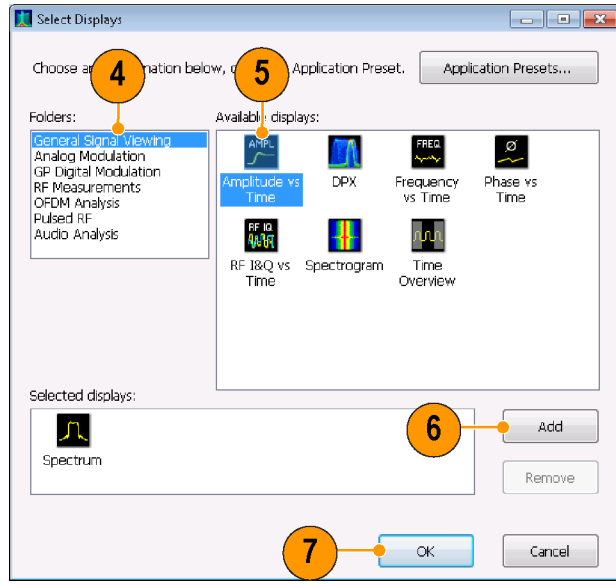 Select Displays
4
5
Choose an nation below, o Application Preset.
Application Presets...
Folders:
Available displays:
General Signal Viewing
Analog Modulation
GP Digital Modulation
RF Measurements
OFDM Analysis
Pulsed RF
Audio Analysis
AMPL
Amplitude vs
Time
DPX
FREQ
Frequency
vs Time
Ø
Phase vs
Time
RF IQ
RF I&Q vs
Time
Spectrogram
Time
Overview
Selected displays:
Spectrum
6
Add
Remove
7
OK
Cancel